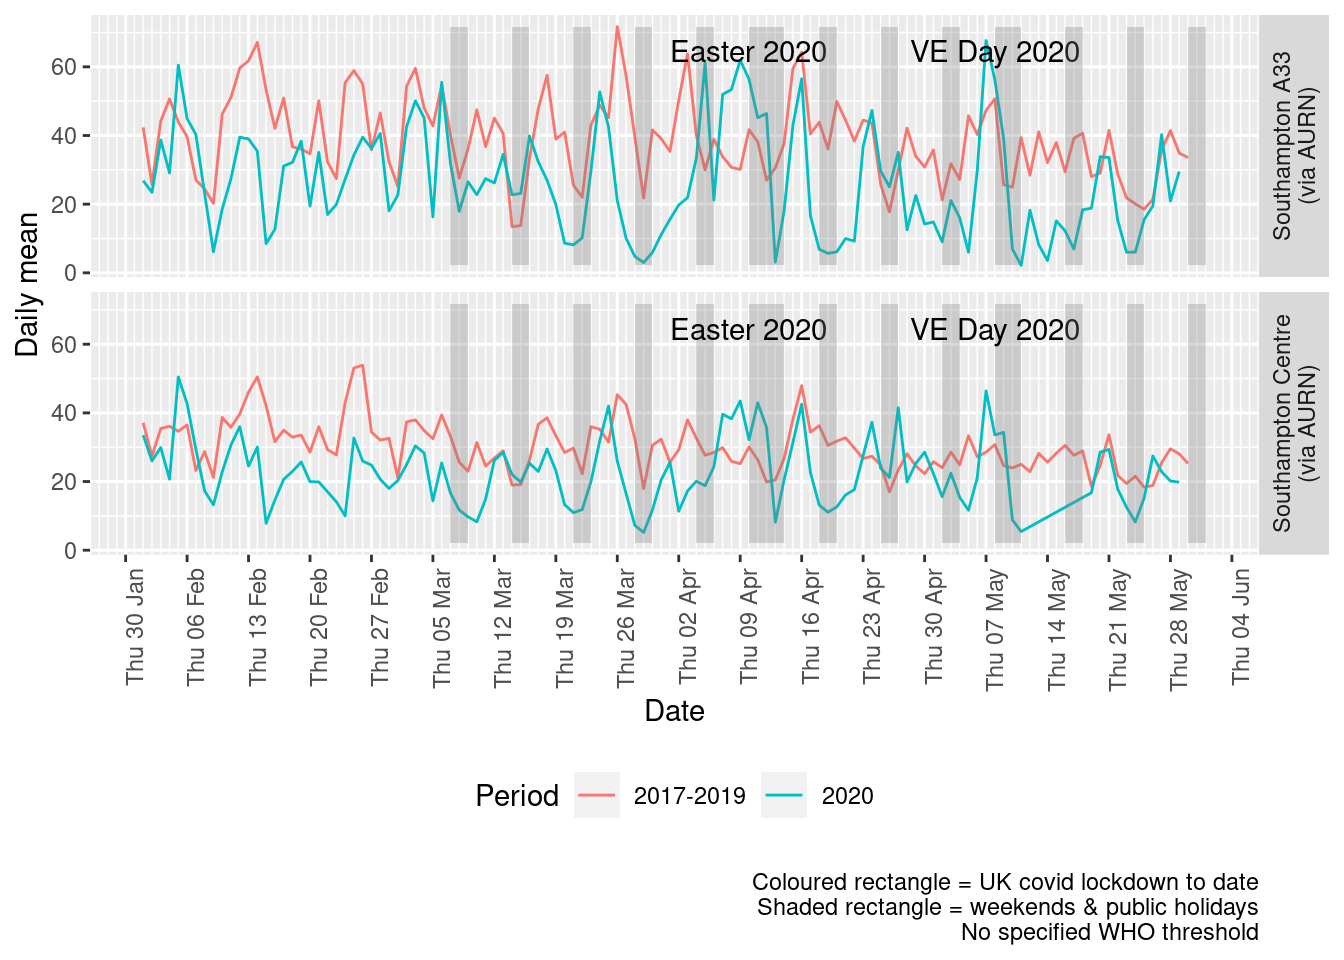 Daily mean
60
40
20
0
Easter 2020
VE Day 2020
Southampton A33
(via AURN)
60
40
20
0
Easter 2020
VE Day 2020
Southampton Centre
(via AURN)
Thu 30 Jan
Thu 06 Feb
Thu 13 Feb
Thu 20 Feb
Thu 27 Feb
Thu 05 Mar
Thu 12 Mar
Thu 19 Mar
Thu 26 Mar
Thu 02 Apr
Thu 09 Apr
Thu 16 Apr
Thu 23 Apr
Thu 30 Apr
Thu 07 May
Thu 14 May
Thu 21 May
Thu 28 May
Thu 04 Jun
Date
Period
2017-2019
2020
Coloured rectangle = UK covid lockdown to date
Shaded rectangle = weekends & public holidays
No specified WHO threshold